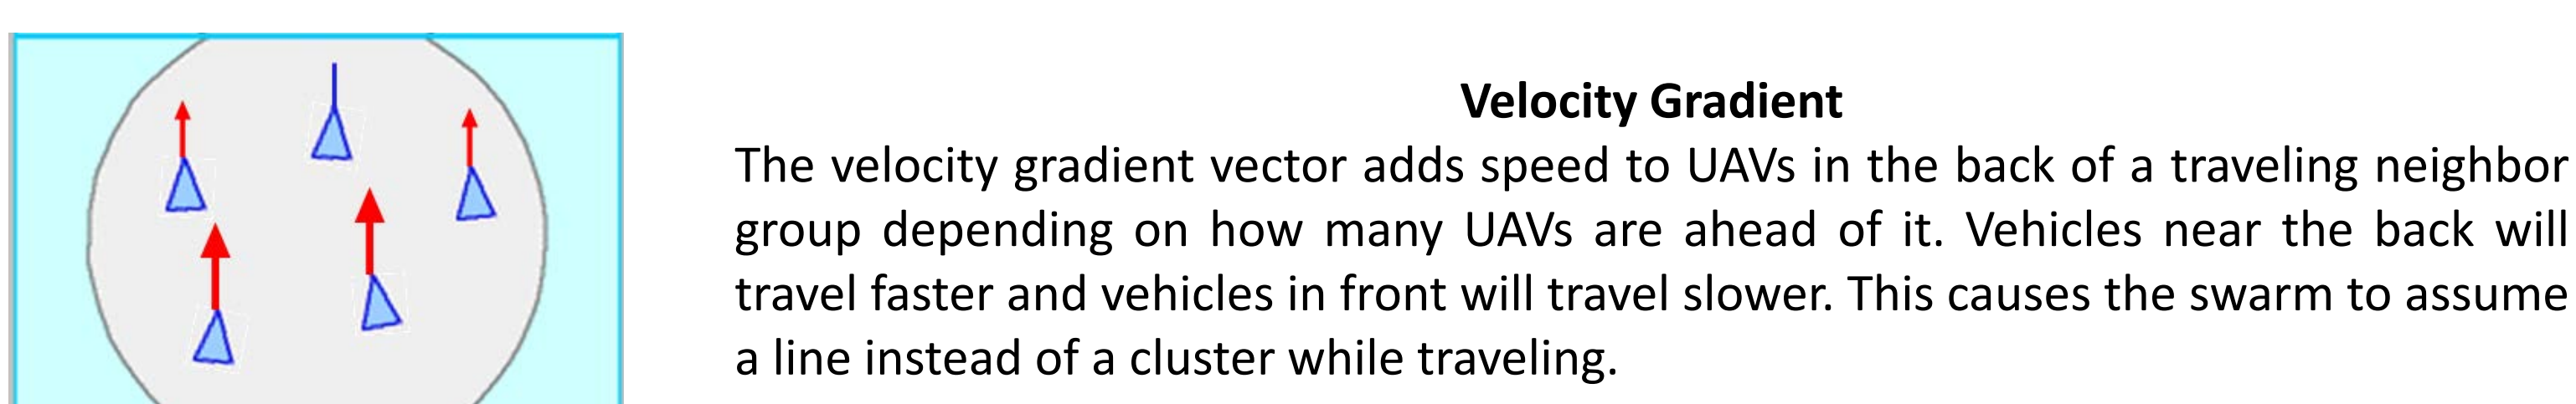 Velocity Gradient
The velocity gradient vector adds speed to UAVs in the back of a traveling neighbor
group depending on how many UAVs are ahead of it. Vehicles near the back will
travel faster and vehicles in front will travel slower. This causes the swarm to assume
a line instead of a cluster while traveling.